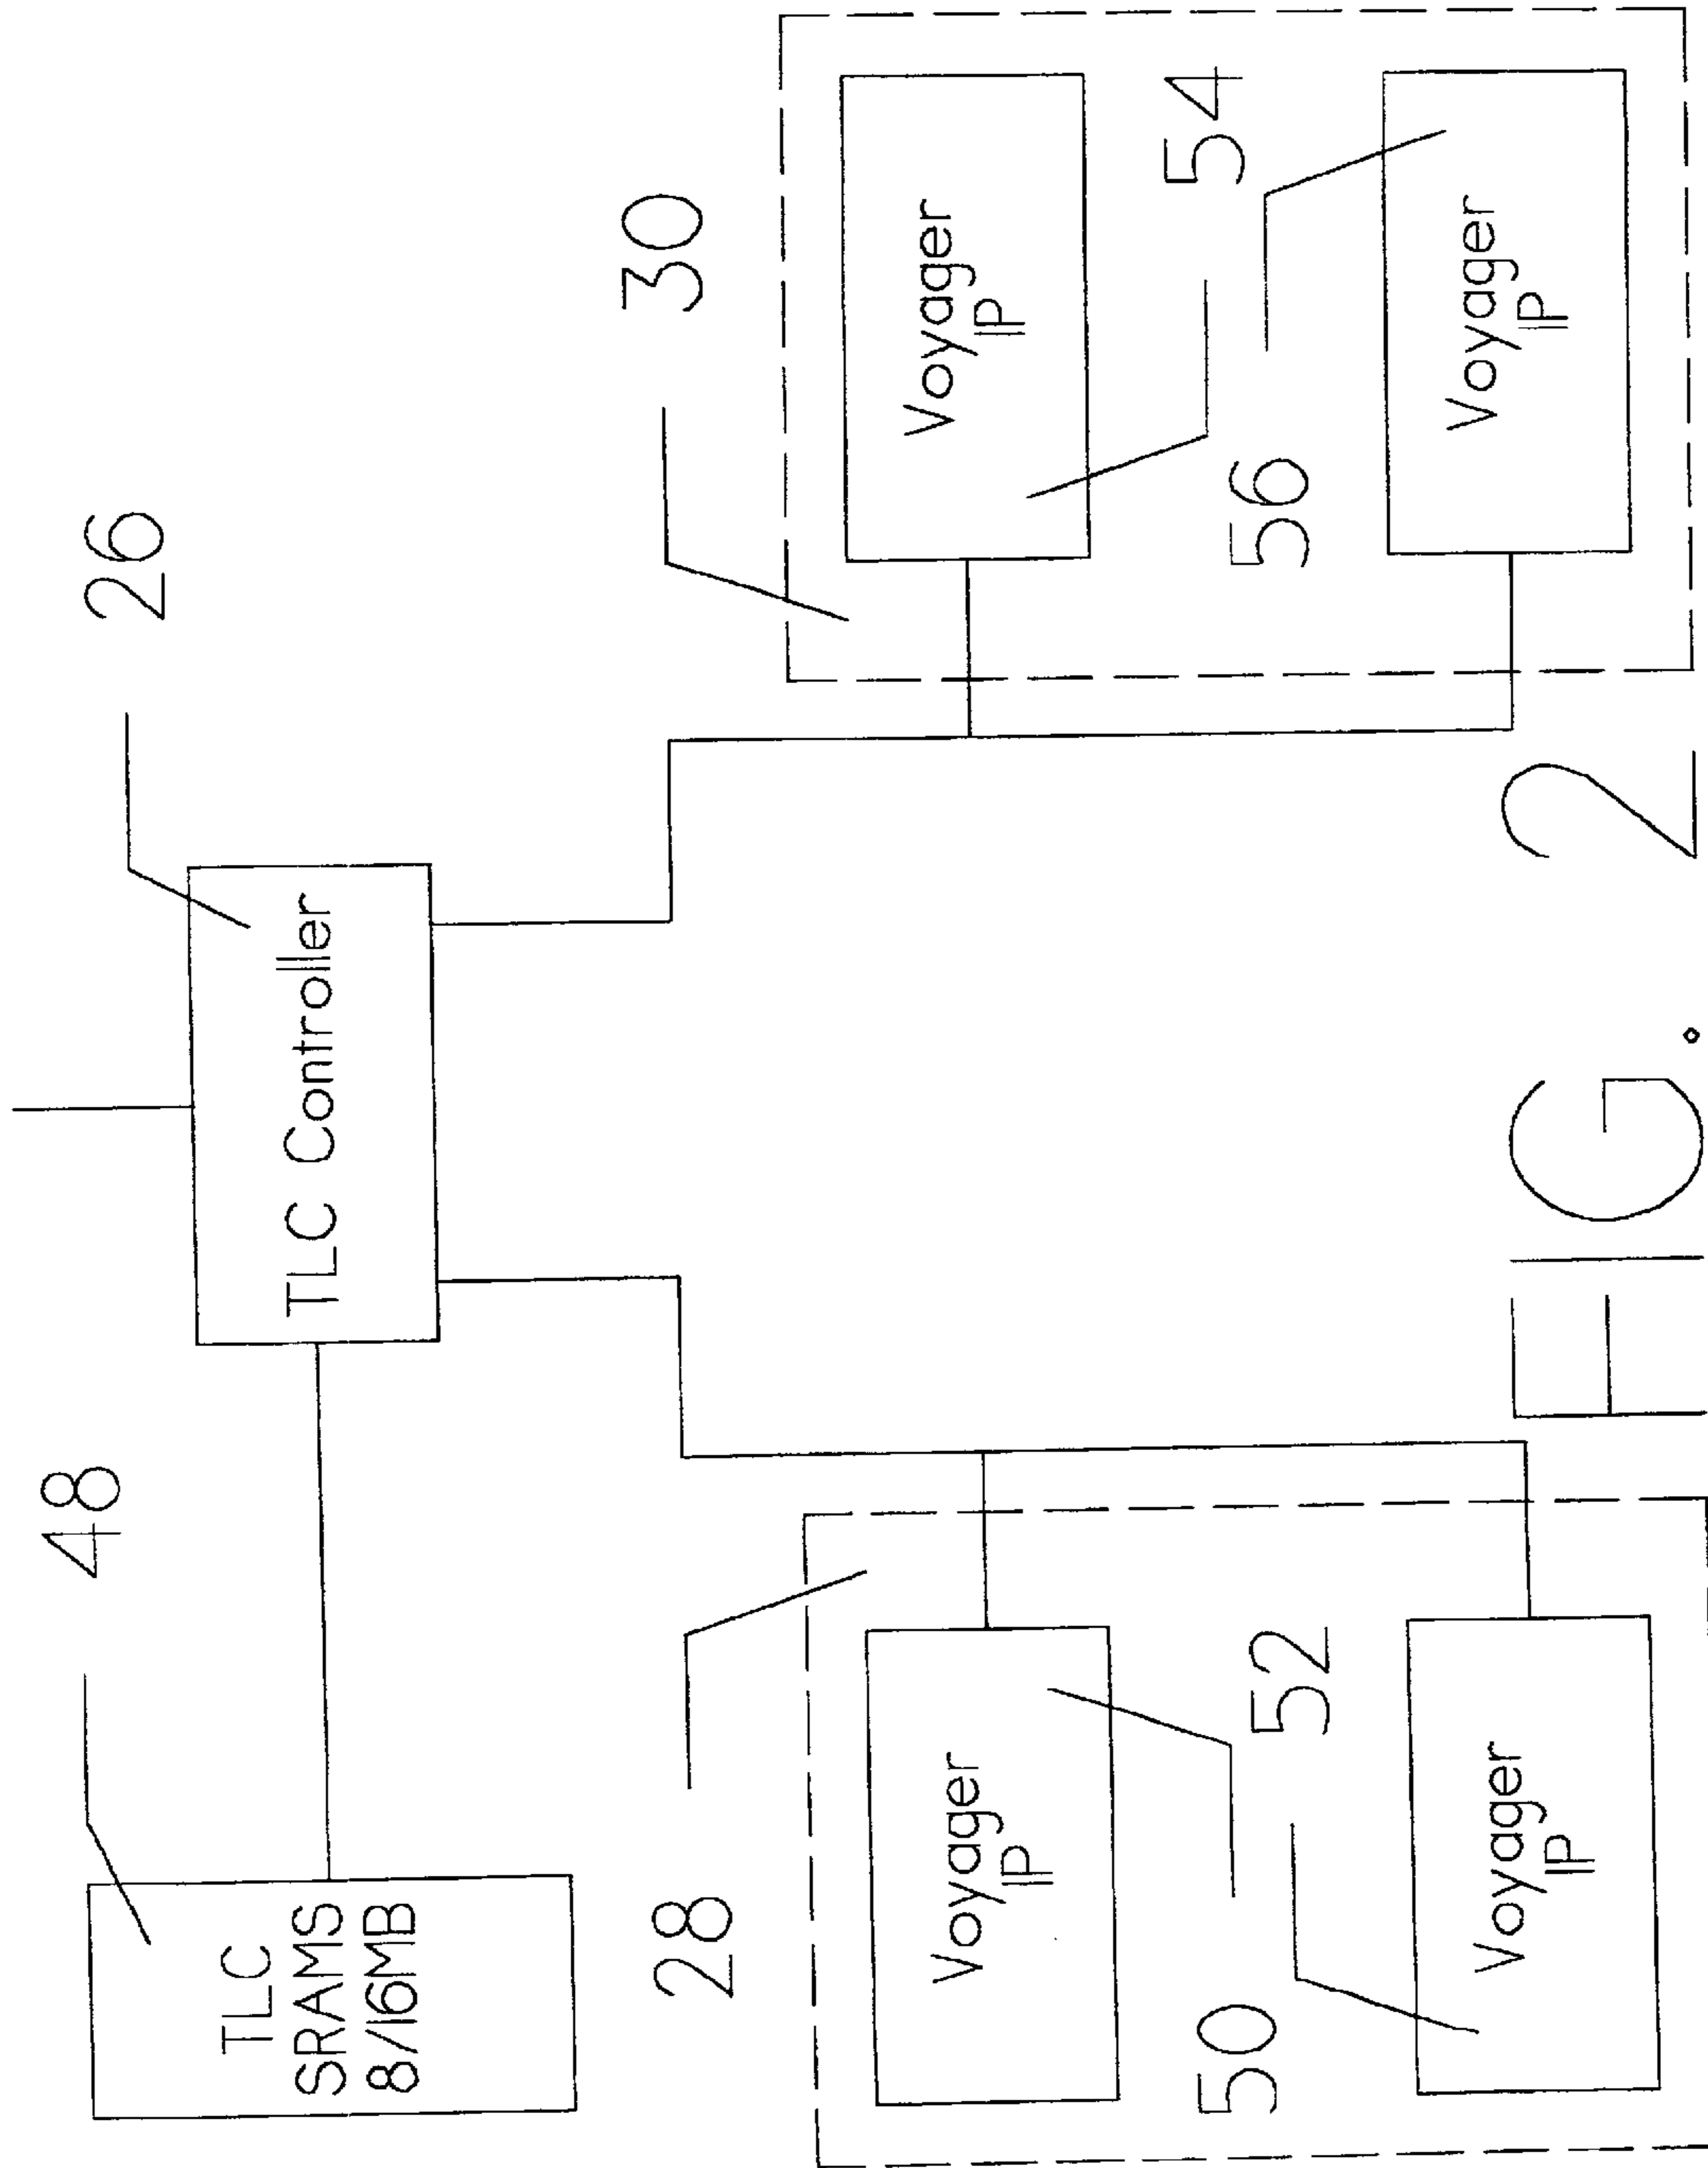 48
26
TLC
SRAMS
8/16MB
TLC Controller
28
30
Voyager
IP
Voyager
IP
50
52
56
54
Voyager
IP
Voyager
IP
FIG. 2